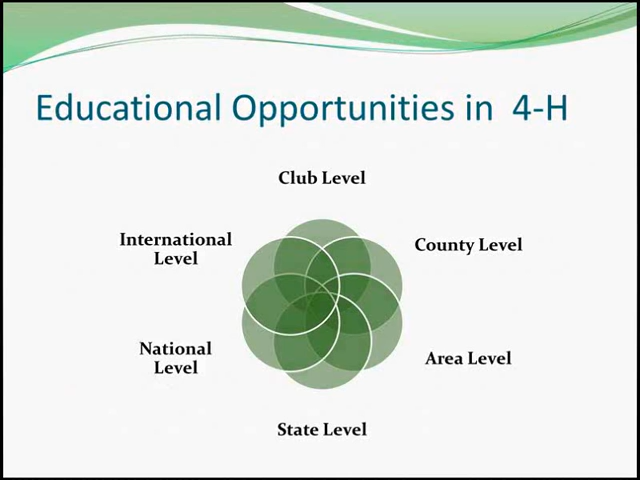 Educational Opportunities in 4-H
Club Level
County Level
Area Level
State Level
National
Level
International
Level